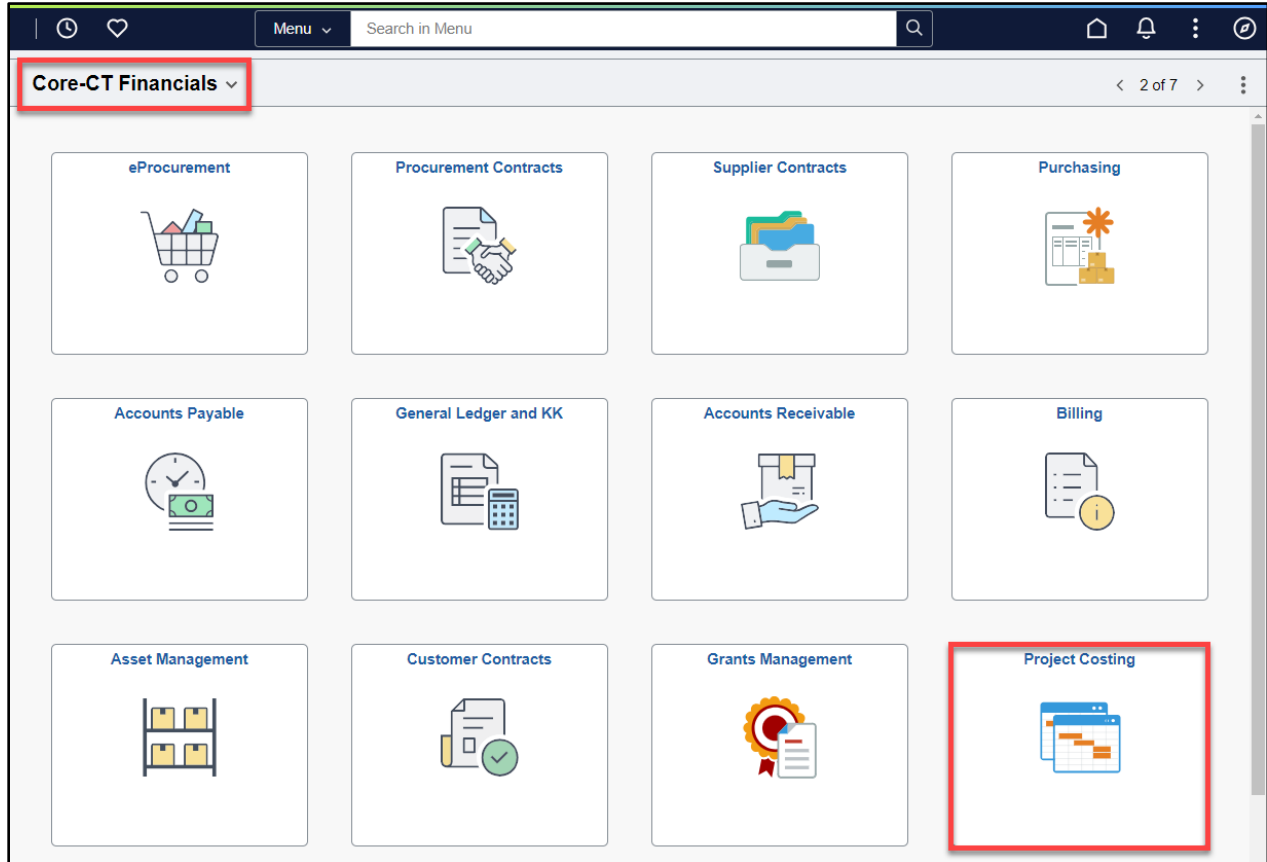 Menu
Search in Menu
Core-CT Financials
2 of 7
eProcurement
Procurement Contracts
Supplier Contracts
Purchasing
Accounts Payable
General Ledger and KK
Accounts Receivable
Billing
Asset Management
Customer Contracts
Grants Management
Project Costing